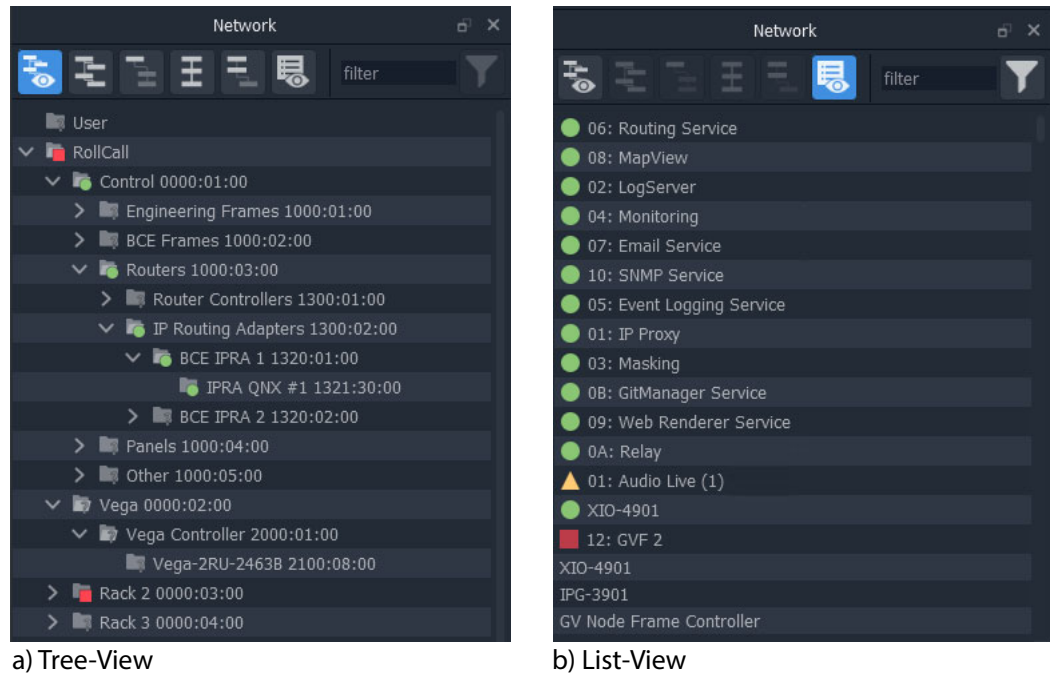 Network
filter
User
RollCall
Control 0000:01:00
Engineering Frames 1000:01:00
BCE Frames 1000:02:00
Routers 1000:03:00
Router Controllers 1300:01:00
IP Routing Adapters 1300:02:00
BCE IPRA 1 1320:01:00
IPRA QNX #1 1321:30:00
BCE IPRA 2 1320:02:00
Panels 1000:04:00
Other 1000:05:00
Vega 0000:02:00
Vega Controller 2000:01:00
Vega-2RU-2463B 2100:08:00
Rack 2 0000:03:00
Rack 3 0000:04:00
a) Tree-View
Network
filter
06: Routing Service
08: MapView
02: LogServer
04: Monitoring
07: Email Service
10: SNMP Service
05: Event Logging Service
01: IP Proxy
03: Masking
0B: GitManager Service
09: Web Renderer Service
0A: Relay
01: Audio Live (1)
XIO-4901
12: GVF 2
XIO-4901
IPG-3901
GV Node Frame Controller
b) List-View